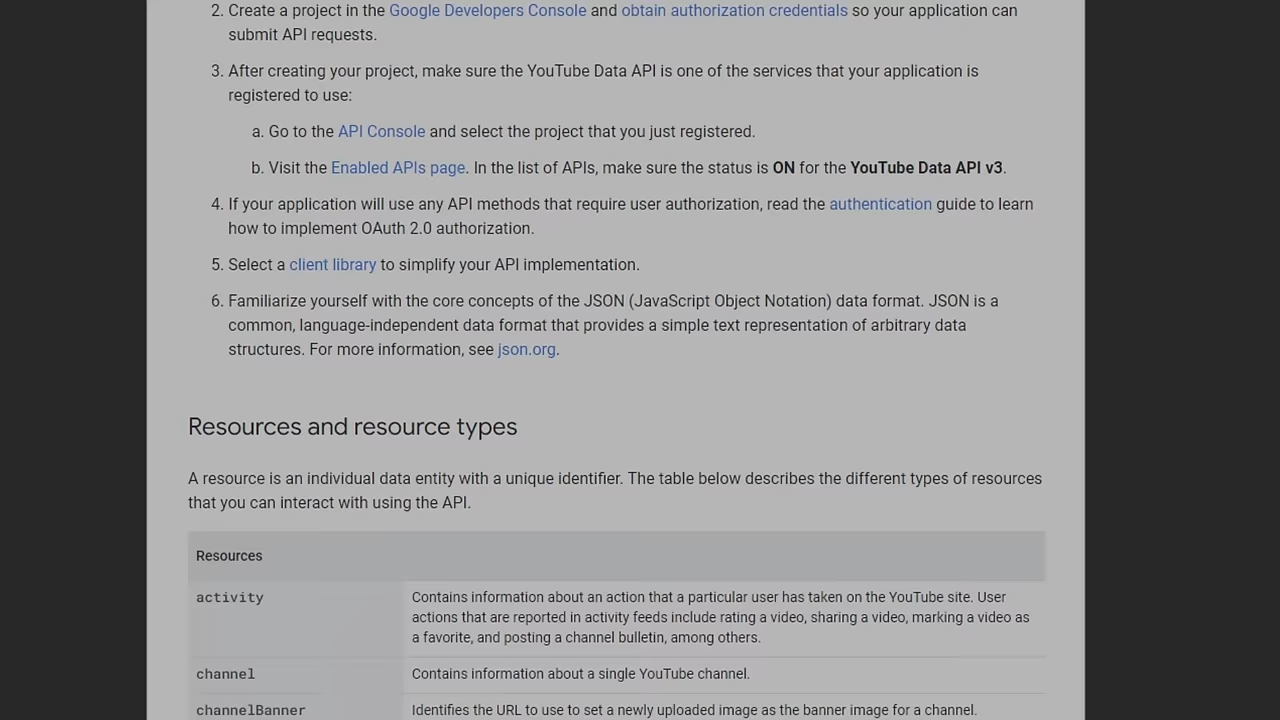 2. Create a project in the Google Developers Console and obtain authorization credentials so your application can
submit API requests.
3. After creating your project, make sure the YouTube Data API is one of the services that your application is
registered to use:
a. Go to the API Console and select the project that you just registered.
b. Visit the Enabled APIs page. In the list of APIs, make sure the status is ON for the YouTube Data API v3.
4. If your application will use any API methods that require user authorization, read the authentication guide to learn
how to implement OAuth 2.0 authorization.
5. Select a client library to simplify your API implementation.
6. Familiarize yourself with the core concepts of the JSON (JavaScript Object Notation) data format. JSON is a
common, language-independent data format that provides a simple text representation of arbitrary data
structures. For more information, see json.org.
Resources and resource types
A resource is an individual data entity with a unique identifier. The table below describes the different types of resources
that you can interact with using the API.
Resources
activity
Contains information about an action that a particular user has taken on the YouTube site. User
actions that are reported in activity feeds include rating a video, sharing a video, marking a video as
a favorite, and posting a channel bulletin, among others.
channel
Contains information about a single YouTube channel.
channelBanner
Identifies the URL to use to set a newly uploaded image as the banner image for a channel.